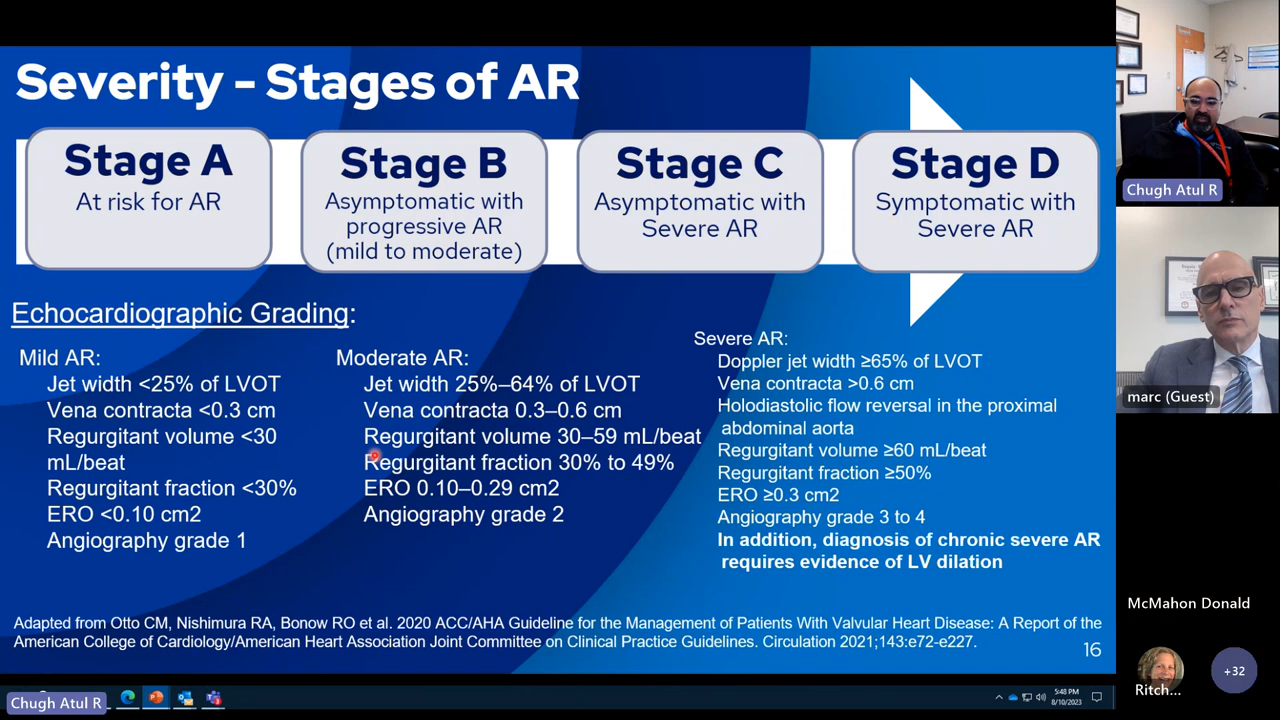 Severity - Stages of AR
Stage A
At risk for AR
Stage B
Asymptomatic with
progressive AR
(mild to moderate)
Stage C
Asymptomatic with
Severe AR
Stage D
Symptomatic with
Severe AR
Echocardiographic Grading:
Mild AR:
Jet width <25% of LVOT
Vena contracta <0.3 cm
Regurgitant volume <30
mL/beat
Regurgitant fraction <30%
ERO <0.10 cm2
Angiography grade 1
Moderate AR:
Jet width 25%–64% of LVOT
Vena contracta 0.3–0.6 cm
Regurgitant volume 30–59 mL/beat
Regurgitant fraction 30% to 49%
ERO 0.10–0.29 cm2
Angiography grade 2
Severe AR:
Doppler jet width ≥65% of LVOT
Vena contracta >0.6 cm
Holodiastolic flow reversal in the proximal
abdominal aorta
Regurgitant volume ≥60 mL/beat
Regurgitant fraction ≥50%
ERO ≥0.3 cm2
Angiography grade 3 to 4
In addition, diagnosis of chronic severe AR
requires evidence of LV dilation
Adapted from Otto CM, Nishimura RA, Bonow RO et al. 2020 ACC/AHA Guideline for the Management of Patients With Valvular Heart Disease: A Report of the
American College of Cardiology/American Heart Association Joint Committee on Clinical Practice Guidelines. Circulation 2021;143:e72-e227.
16
Chugh Atul R
marc (Guest)
McMahon Donald
Ritch...
+32
Chugh Atul R
5:48 PM
8/10/2023